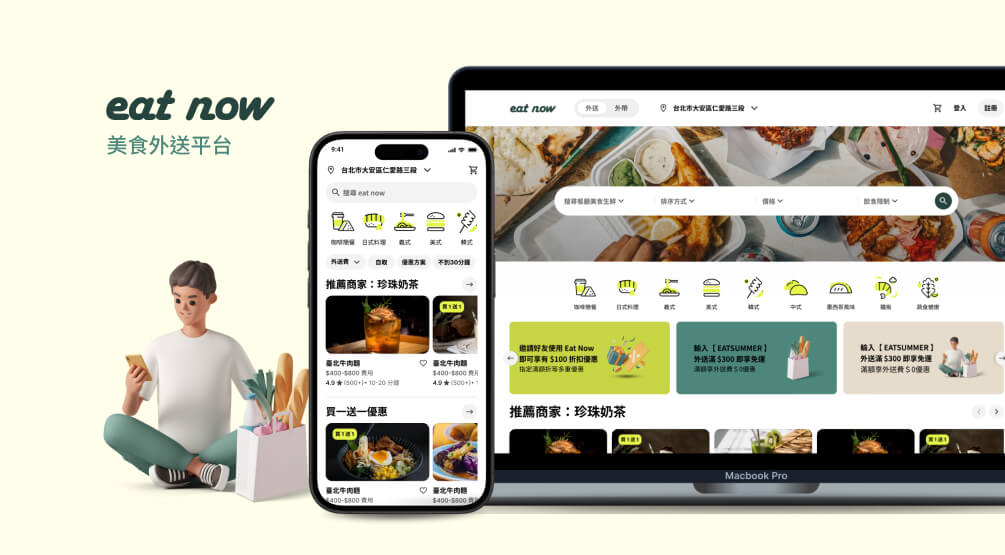 eat now
美食外送平台
9:41
台北市大安區仁愛路三段
搜尋 eat now
咖啡簡餐
日式料理
義式
美式
韓式
外送費
自取
優惠方案
不到30分鐘
推薦商家：珍珠奶茶
買1送1
臺北牛肉麵
$400-$800 費用
4.9 ★ (500+)• 10-20 分鐘
臺北牛肉麵
$400-$800
4.9 ★ (500+)• 1
買一送一優惠
買1送1
臺北牛肉麵
$400-$800 費用
臺北牛肉麵
$400-$800
eat now
外送
外帶
台北市大安區仁愛路三段
登入
註冊
搜尋餐廳美食生鮮
排序方式
價格
飲食限制
咖啡簡餐
日式料理
義式
美式
韓式
中式
墨西哥風味
蔬食健康
邀請好友使用 Eat Now
即可享有 $100 折扣優惠
指定滿額折等多重優惠
輸入【 EATSUMMER 】
外送滿 $300 即享免運
滿額享外送費 $ 0優惠
輸入【 EATSUMMER 】
外送滿 $300 即享免運
滿額享外送費 $ 0優惠
推薦商家：珍珠奶茶
買1送1
買1送1
Macbook Pro